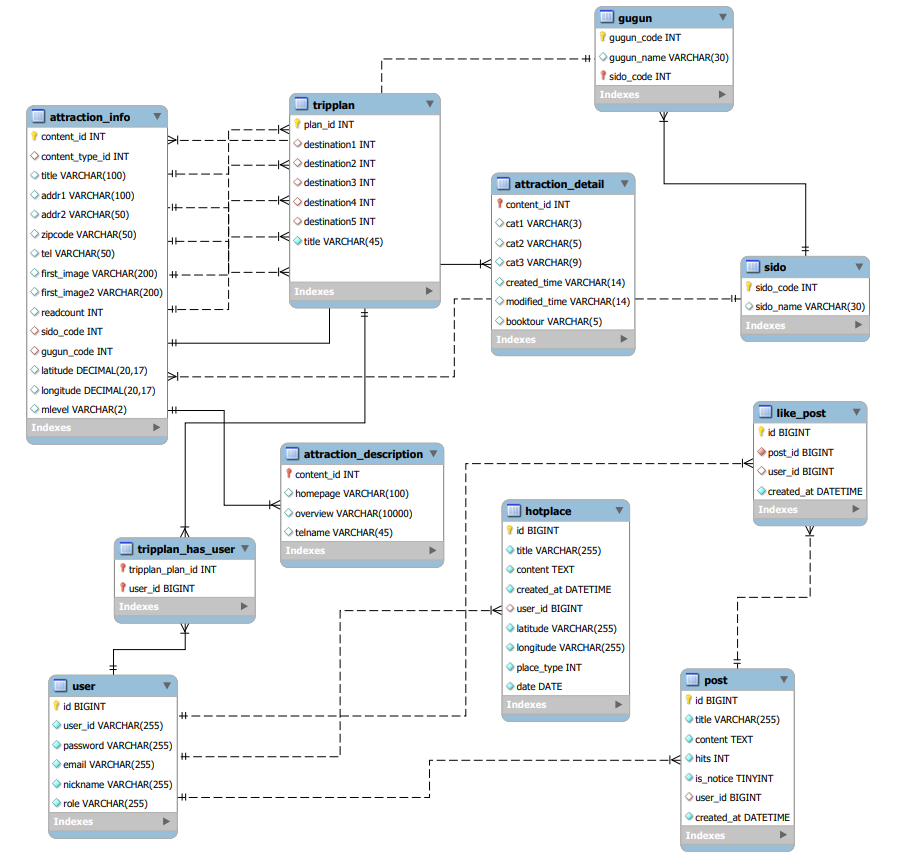 gugun
gugun_code INT
gugun_name VARCHAR(30)
sido_code INT
Indexes
attraction_info
content_id INT
content_type_id INT
title VARCHAR(100)
addr1 VARCHAR(100)
addr2 VARCHAR(50)
zipcode VARCHAR(50)
tel VARCHAR(50)
first_image VARCHAR(200)
first_image2 VARCHAR(200)
readcount INT
sido_code INT
gugun_code INT
latitude DECIMAL(20,17)
longitude DECIMAL(20,17)
mlevel VARCHAR(2)
Indexes
tripplan
plan_id INT
destination1 INT
destination2 INT
destination3 INT
destination4 INT
destination5 INT
title VARCHAR(45)
Indexes
attraction_detail
content_id INT
cat1 VARCHAR(3)
cat2 VARCHAR(5)
cat3 VARCHAR(9)
created_time VARCHAR(14)
modified_time VARCHAR(14)
booktour VARCHAR(5)
Indexes
sido
sido_code INT
sido_name VARCHAR(30)
Indexes
like_post
id BIGINT
post_id BIGINT
user_id BIGINT
created_at DATETIME
Indexes
attraction_description
content_id INT
homepage VARCHAR(100)
overview VARCHAR(10000)
telname VARCHAR(45)
Indexes
hotplace
id BIGINT
title VARCHAR(255)
content TEXT
created_at DATETIME
user_id BIGINT
latitude VARCHAR(255)
longitude VARCHAR(255)
place_type INT
date DATE
Indexes
tripplan_has_user
tripplan_plan_id INT
user_id BIGINT
Indexes
user
id BIGINT
user_id VARCHAR(255)
password VARCHAR(255)
email VARCHAR(255)
nickname VARCHAR(255)
role VARCHAR(255)
Indexes
post
id BIGINT
title VARCHAR(255)
content TEXT
hits INT
is_notice TINYINT
user_id BIGINT
created_at DATETIME
Indexes